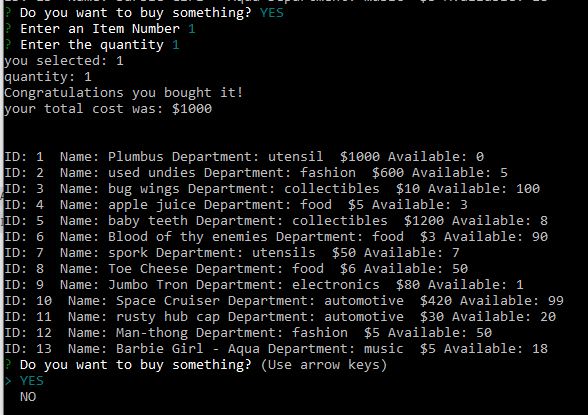 ? Do you want to buy something? YES
? Enter an Item Number 1
? Enter the quantity 1
you selected: 1
quantity: 1
Congratulations you bought it!
your total cost was: $1000
ID: 1  Name: Plumbus Department: utensil  $1000 Available: 0
ID: 2  Name: used undies Department: fashion  $600 Available: 5
ID: 3  Name: bug wings Department: collectibles  $10 Available: 100
ID: 4  Name: apple juice Department: food  $5 Available: 3
ID: 5  Name: baby teeth Department: collectibles  $1200 Available: 8
ID: 6  Name: Blood of thy enemies Department: food  $3 Available: 90
ID: 7  Name: spork Department: utensils  $50 Available: 7
ID: 8  Name: Toe Cheese Department: food  $6 Available: 50
ID: 9  Name: Jumbo Tron Department: electronics  $80 Available: 1
ID: 10  Name: Space Cruiser Department: automotive  $420 Available: 99
ID: 11  Name: rusty hub cap Department: automotive  $30 Available: 20
ID: 12  Name: Man-thong Department: fashion  $5 Available: 50
ID: 13  Name: Barbie Girl - Aqua Department: music  $5 Available: 18
? Do you want to buy something? (Use arrow keys)
> YES
NO